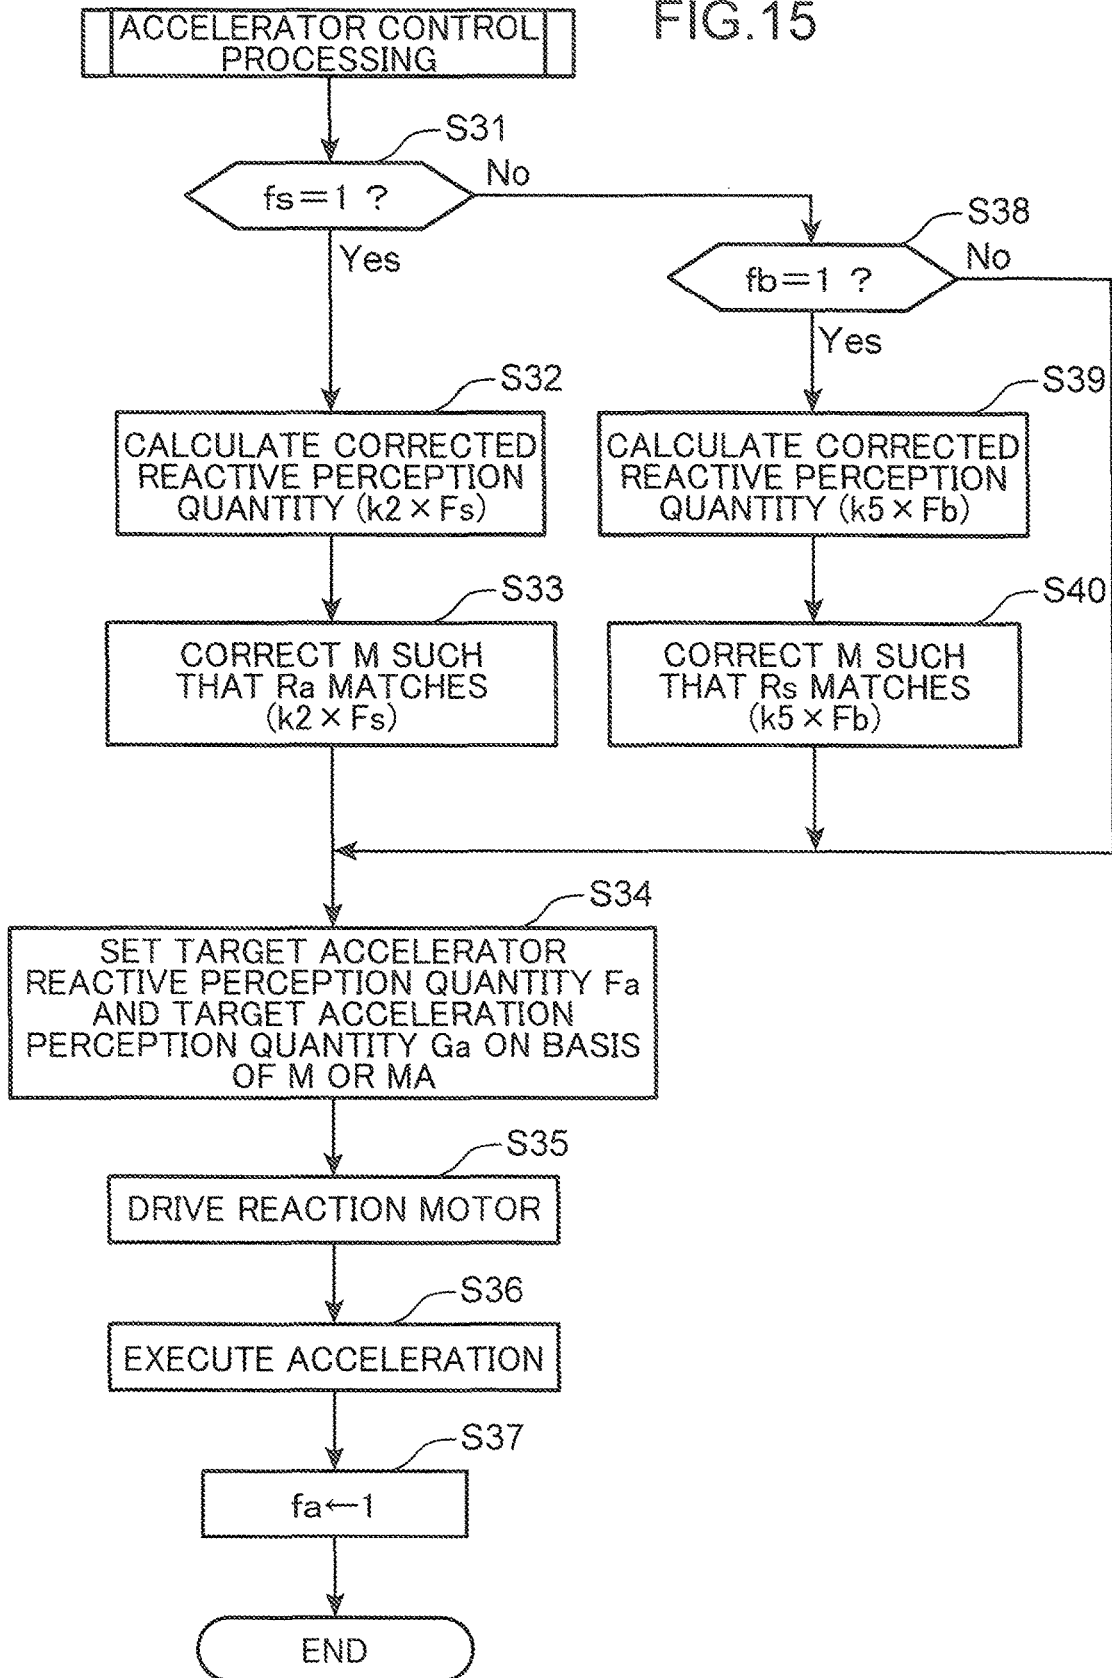 FIG.15
ACCELERATOR CONTROL
PROCESSING
S31
fs=1 ?
No
Yes
S38
fb=1 ?
No
Yes
S32
CALCULATE CORRECTED
REACTIVE PERCEPTION
QUANTITY (k2 × Fs)
S39
CALCULATE CORRECTED
REACTIVE PERCEPTION
QUANTITY (k5 × Fb)
S33
CORRECT M SUCH
THAT Ra MATCHES
(k2 × Fs)
S40
CORRECT M SUCH
THAT Rs MATCHES
(k5 × Fb)
S34
SET TARGET ACCELERATOR
REACTIVE PERCEPTION QUANTITY Fa
AND TARGET ACCELERATION
PERCEPTION QUANTITY Ga ON BASIS
OF M OR MA
S35
DRIVE REACTION MOTOR
S36
EXECUTE ACCELERATION
S37
fa←1
END